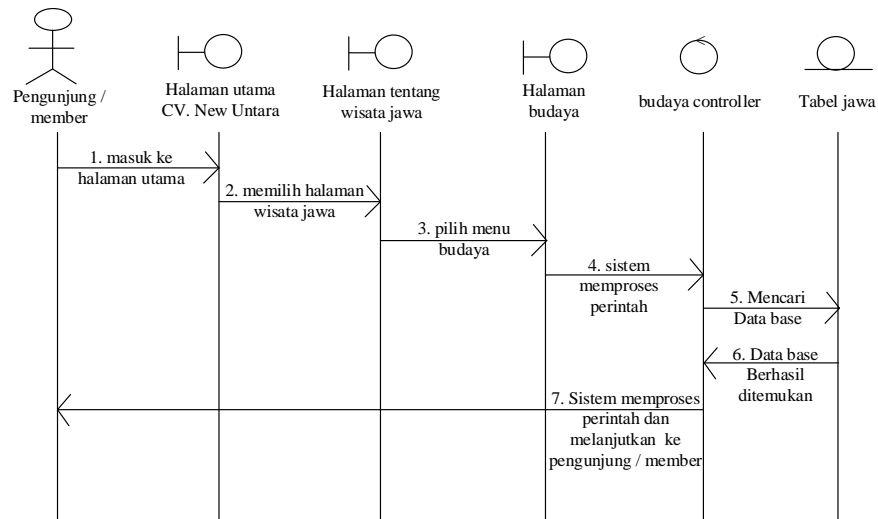 Pengunjung /
member
Halaman utama
CV. New Untara
Halaman tentang
wisata jawa
Halaman
budaya
budaya controller
Tabel jawa
1. masuk ke
halaman utama
2. memilih halaman
wisata jawa
3. pilih menu
budaya
4. sistem
memproses
perintah
5. Mencari
Data base
6. Data base
Berhasil
ditemukan
7. Sistem memproses
perintah dan
melanjutkan ke
pengunjung / member